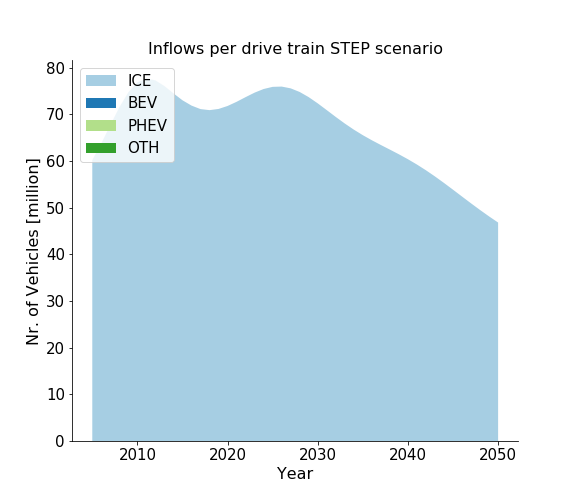 Inflows per drive train STEP scenario
ICE
BEV
PHEV
OTH
80
70
60
50
40
30
20
10
0
Nr. of Vehicles [million]
2010 2020 2030 2040 2050
Year